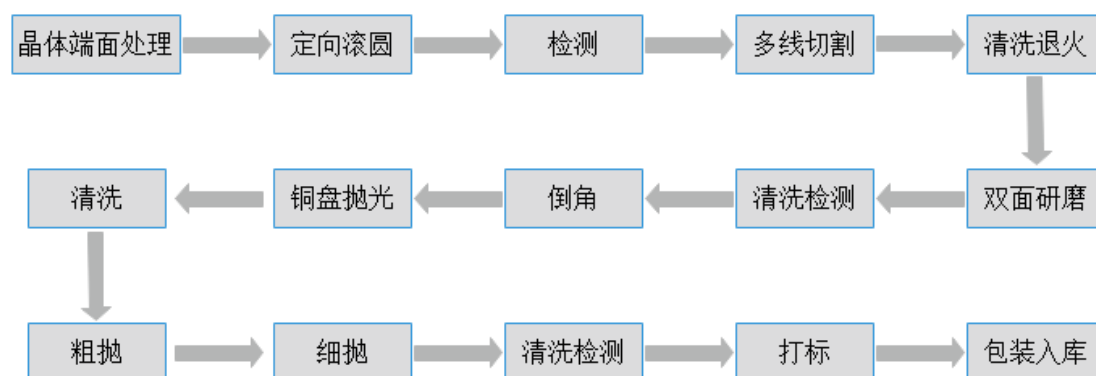 晶体端面处理
定向滚圆
检测
多线切割
清洗退火
双面研磨
清洗检测
倒角
铜盘抛光
清洗
粗抛
细抛
清洗检测
打标
包装入库